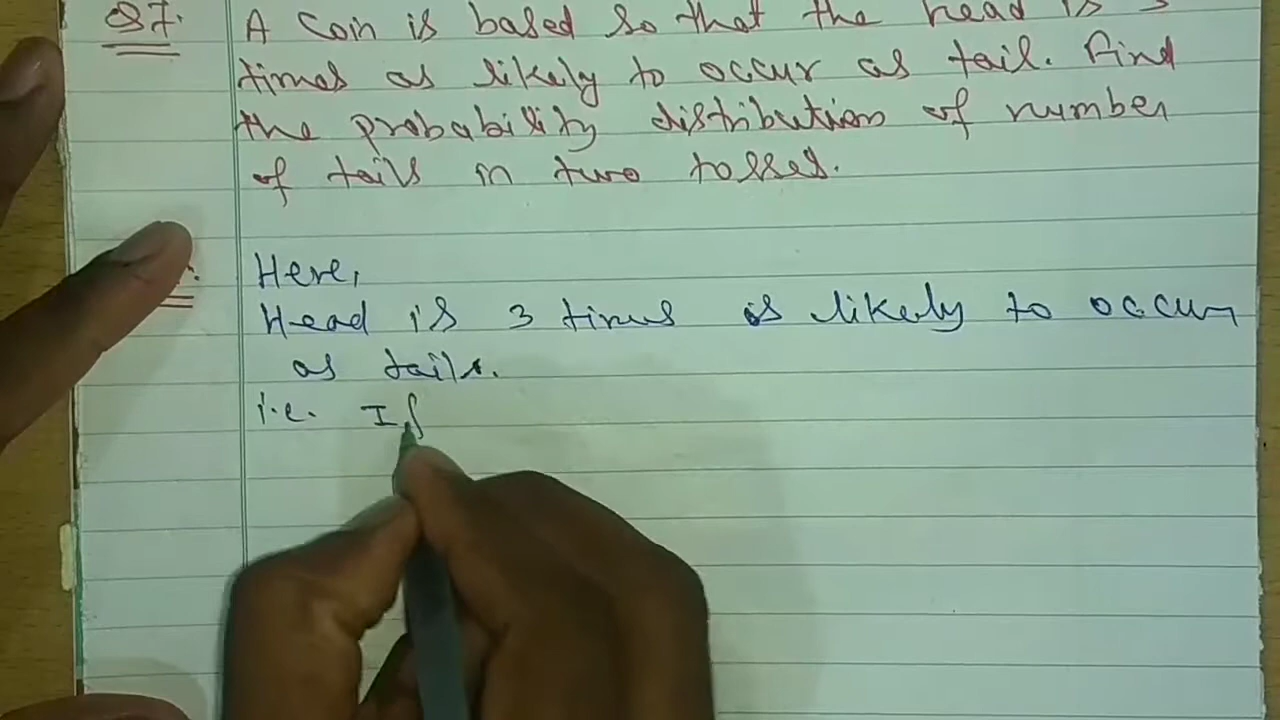 Q7. A Coin is based so that the head is 3
times as likely to occur as tail. Find
the probability distribution of number
of tails in two tosses.
Here,
Head is 3 times is likely to occur
as tails.
i.e. If